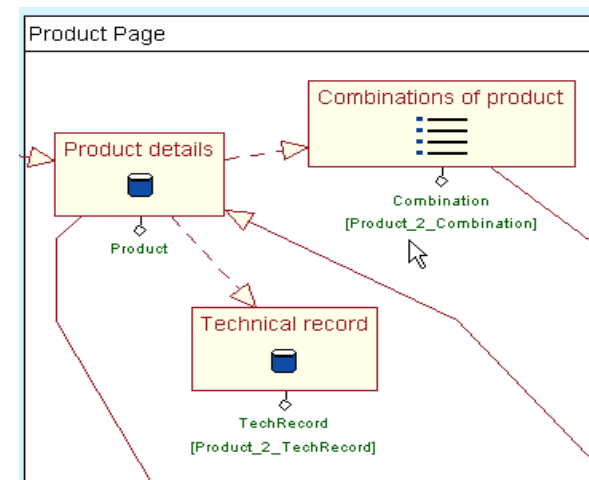 Product Page
Combinations of product
Product details
Combination
[Product_2_Combination]
Product
Technical record
TechRecord
[Product_2_TechRecord]